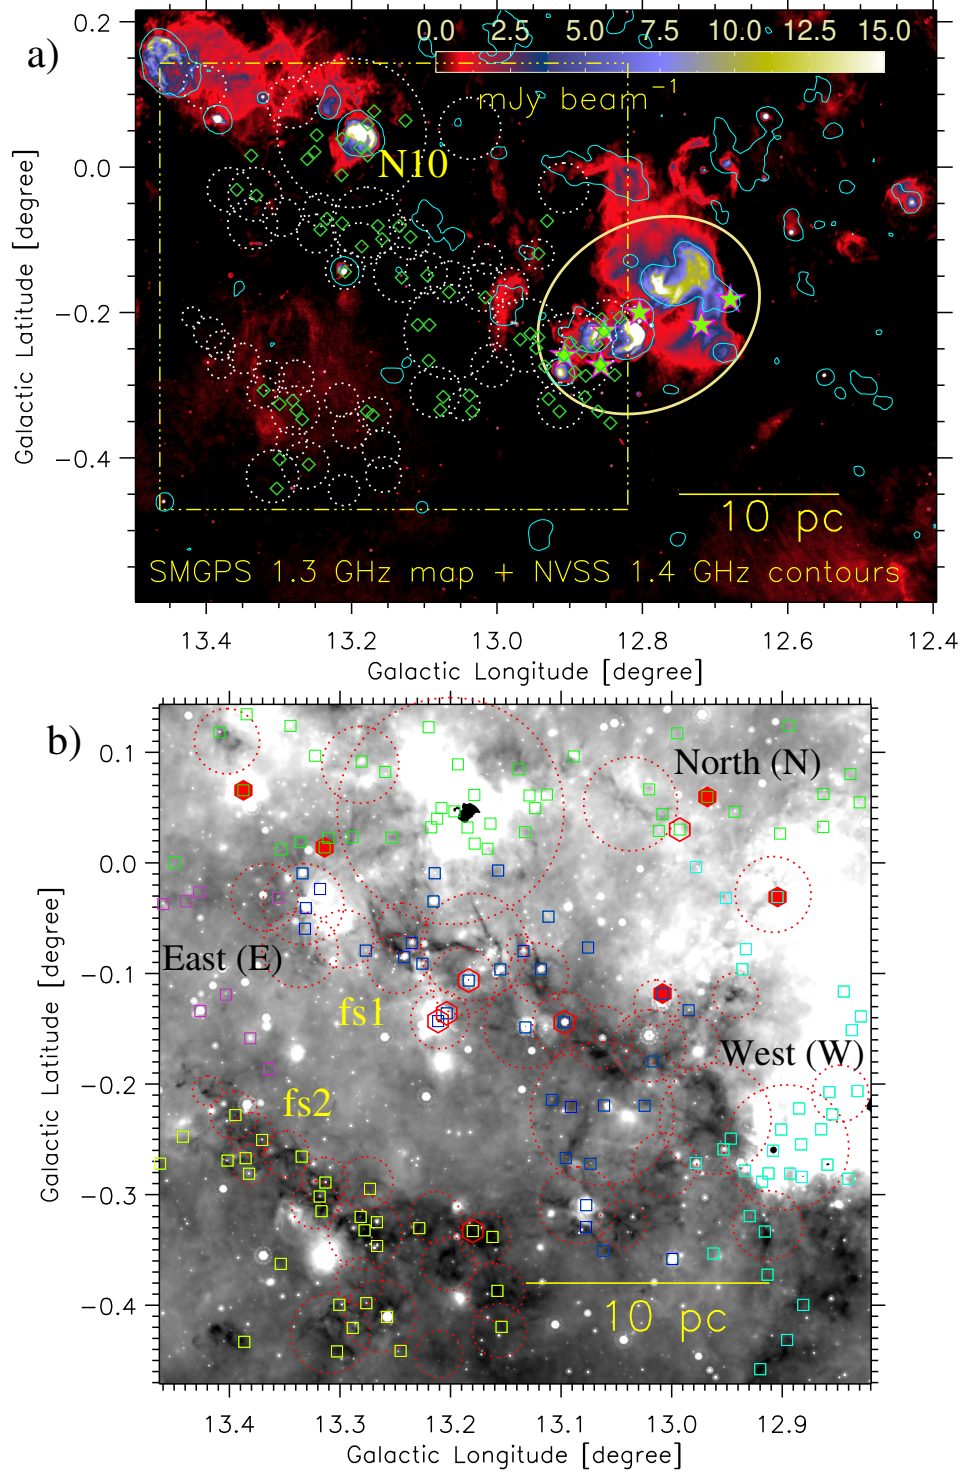 a)
0.0 2.5 5.0 7.5 10.0 12.5 15.0
mJy beam⁻¹
N10
10 pc
SMGPS 1.3 GHz map + NVSS 1.4 GHz contours
0.2
0.0
−0.2
−0.4
Galactic Latitude [degree]
13.4 13.2 13.0 12.8 12.6 12.4
Galactic Longitude [degree]
b)
North (N)
East (E)
fs1
West (W)
fs2
10 pc
0.1
0.0
−0.1
−0.2
−0.3
−0.4
Galactic Latitude [degree]
13.4 13.3 13.2 13.1 13.0 12.9
Galactic Longitude [degree]